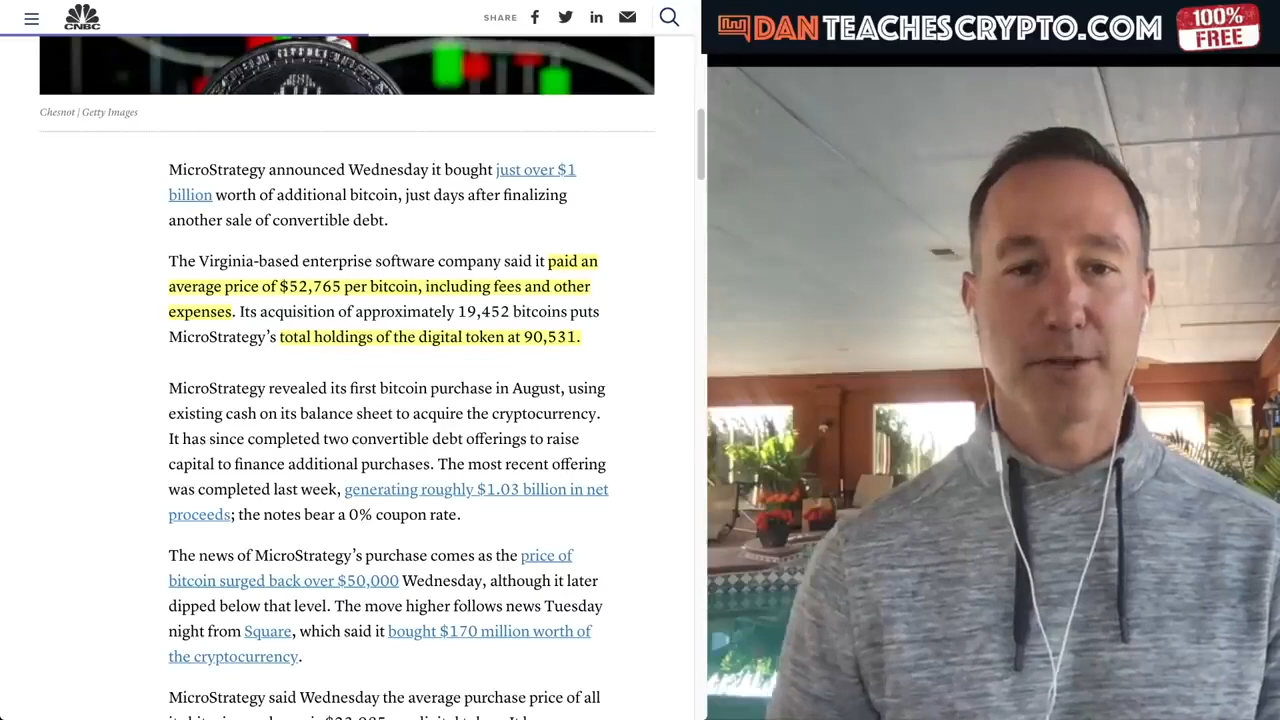 CNBC
SHARE
DANTEACHESCRYPTO.COM
100%
FREE
Chesnot | Getty Images
MicroStrategy announced Wednesday it bought just over $1
billion worth of additional bitcoin, just days after finalizing
another sale of convertible debt.
The Virginia-based enterprise software company said it paid an
average price of $52,765 per bitcoin, including fees and other
expenses. Its acquisition of approximately 19,452 bitcoins puts
MicroStrategy’s total holdings of the digital token at 90,531.
MicroStrategy revealed its first bitcoin purchase in August, using
existing cash on its balance sheet to acquire the cryptocurrency.
It has since completed two convertible debt offerings to raise
capital to finance additional purchases. The most recent offering
was completed last week, generating roughly $1.03 billion in net
proceeds; the notes bear a 0% coupon rate.
The news of MicroStrategy’s purchase comes as the price of
bitcoin surged back over $50,000 Wednesday, although it later
dipped below that level. The move higher follows news Tuesday
night from Square, which said it bought $170 million worth of
the cryptocurrency.
MicroStrategy said Wednesday the average purchase price of all